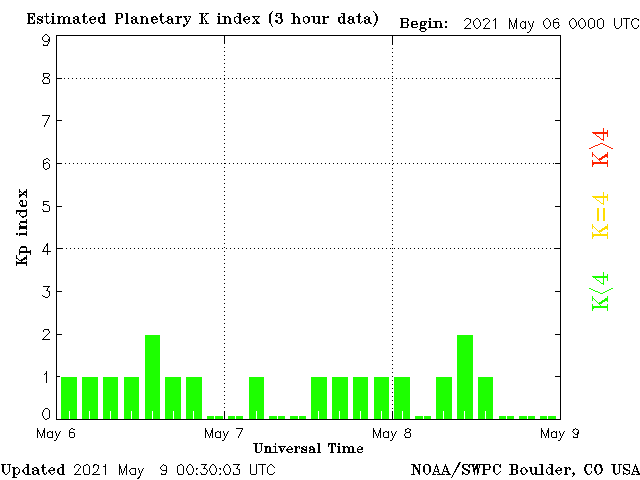 Estimated Planetary K index (3 hour data)
Begin: 2021 May 06 0000 UTC
9
8
7
6
5
4
3
2
1
0
Kp index
K>4
K=4
K<4
May 6 May 7 May 8 May 9
Universal Time
Updated 2021 May 9 00:30:03 UTC
NOAA/SWPC Boulder, CO USA